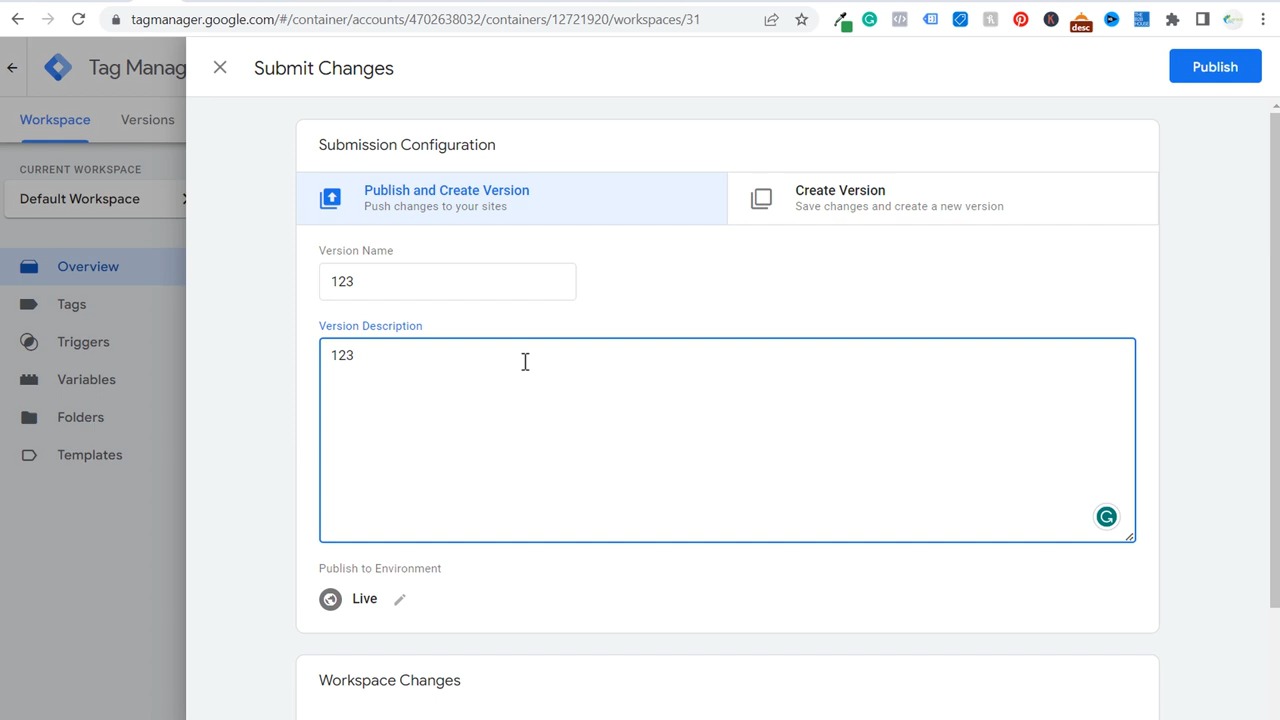 tagmanager.google.com/#/container/accounts/4702638032/containers/12721920/workspaces/31
desc
Tag Manag
Submit Changes
Publish
Workspace
Versions
Submission Configuration
CURRENT WORKSPACE
Default Workspace
Publish and Create Version
Push changes to your sites
Create Version
Save changes and create a new version
Version Name
123
Overview
Tags
Triggers
Variables
Folders
Templates
Version Description
123
Publish to Environment
Live
Workspace Changes